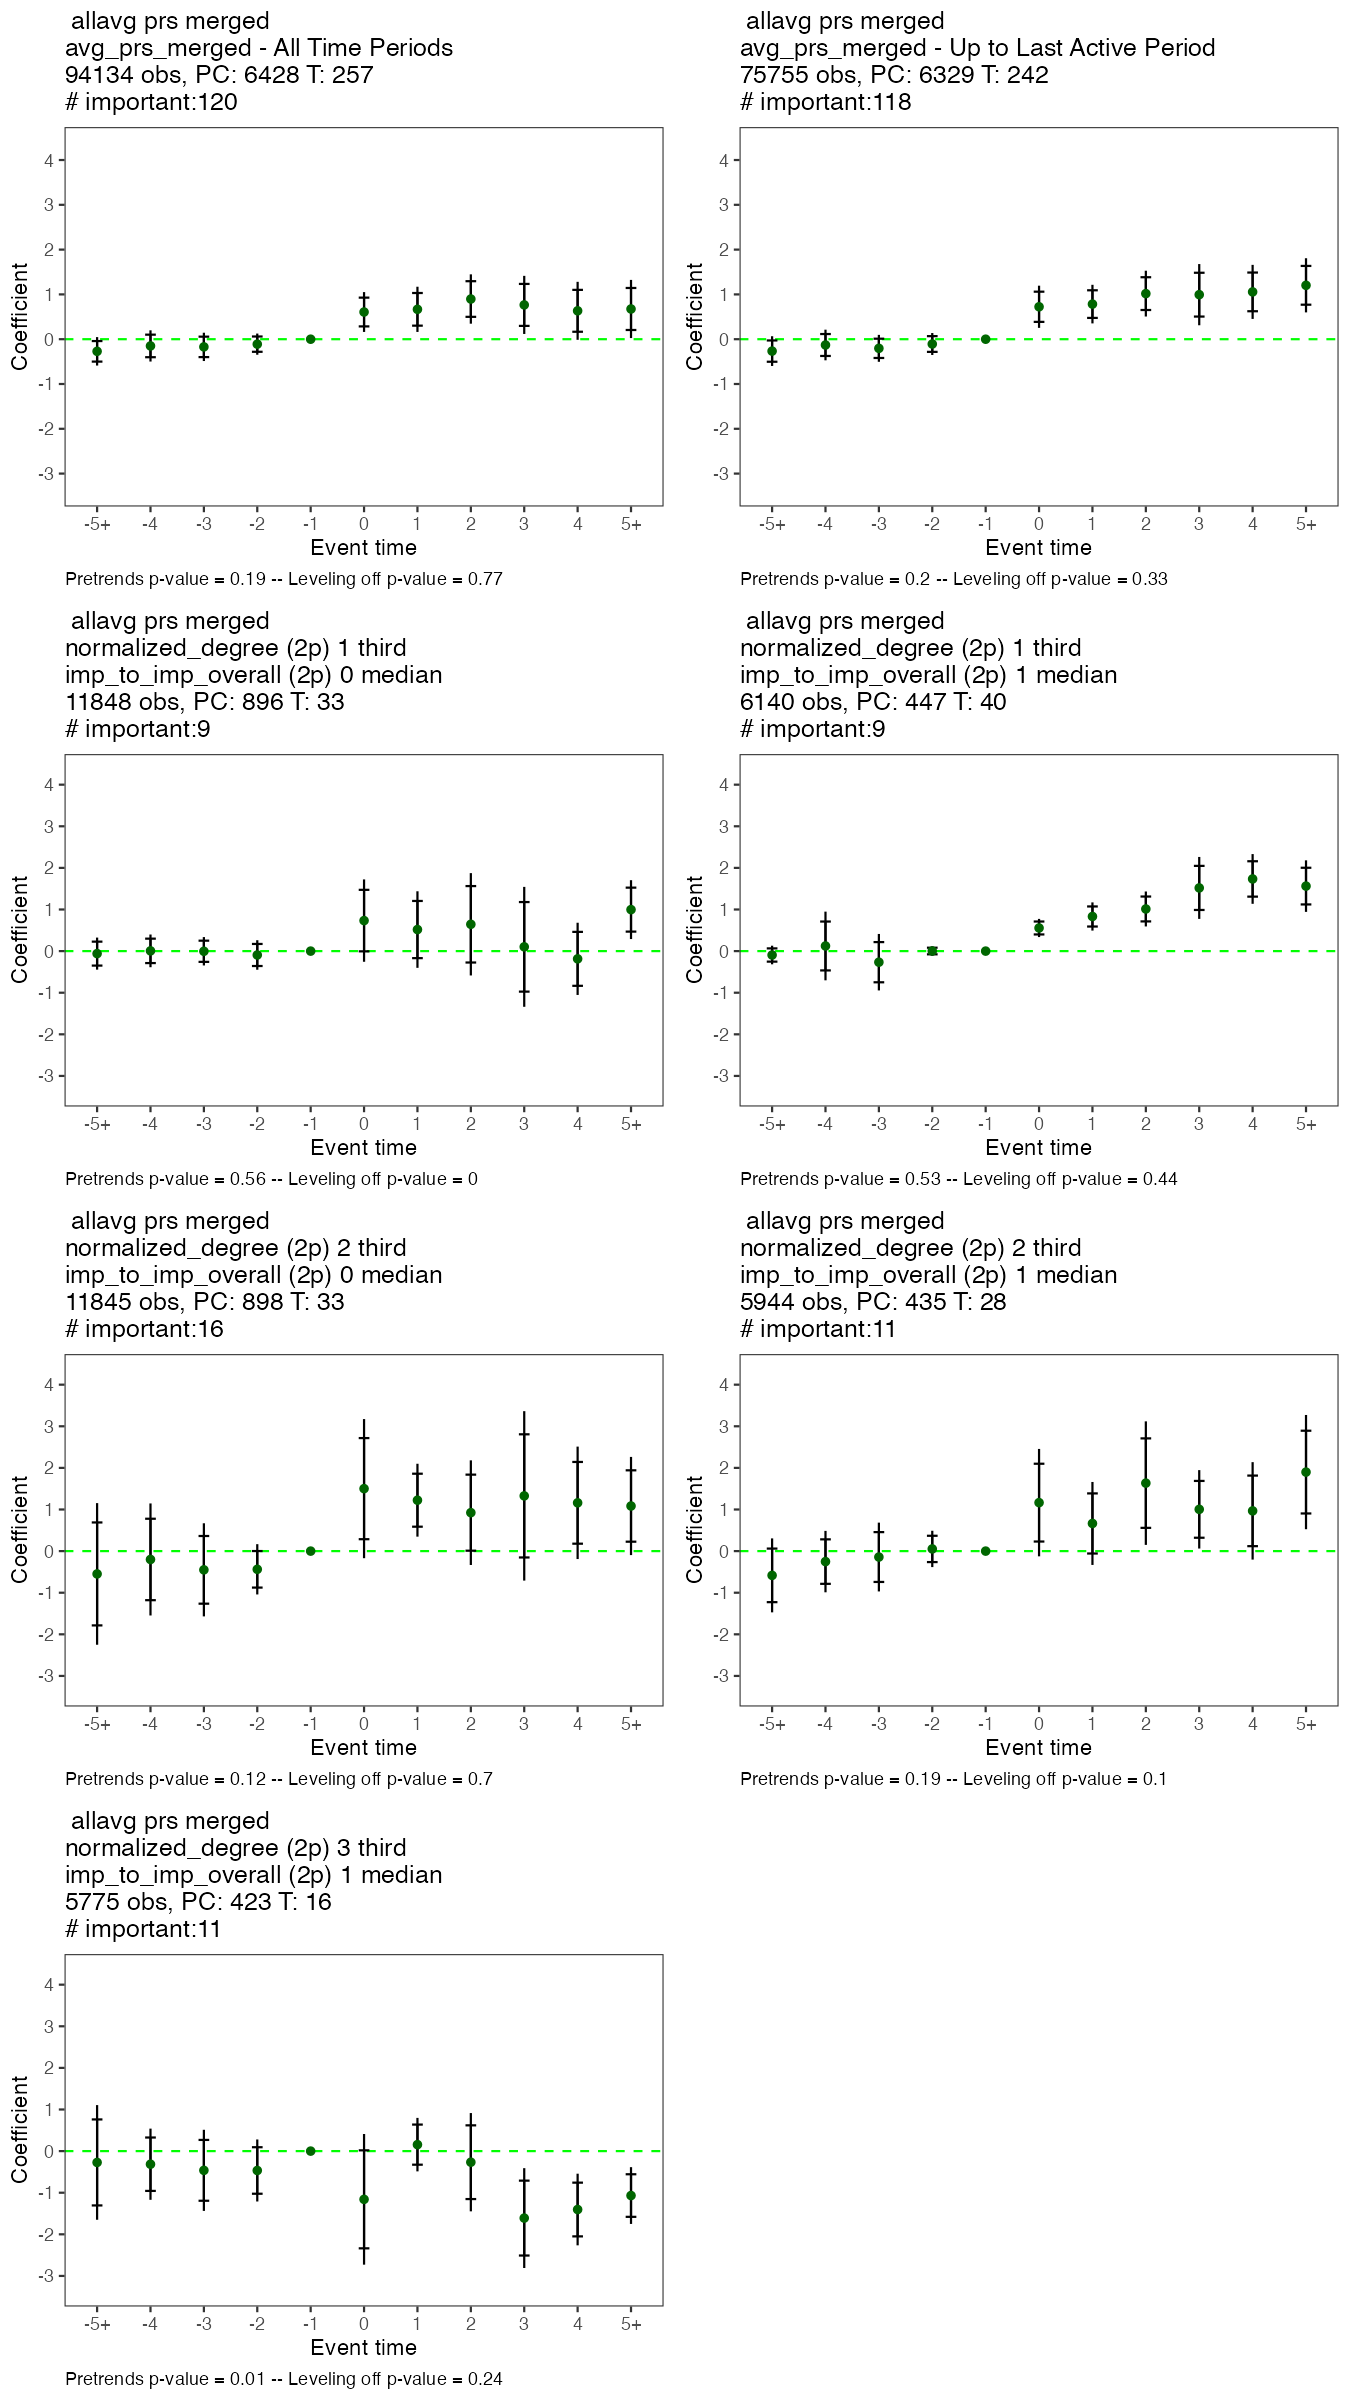 allavg prs merged
avg_prs_merged - All Time Periods
94134 obs, PC: 6428 T: 257
# important:120
4
3
2
1
0
-1
-2
-3
Coefficient
-5+ -4 -3 -2 -1 0 1 2 3 4 5+
Event time
Pretrends p-value = 0.19 -- Leveling off p-value = 0.77
allavg prs merged
avg_prs_merged - Up to Last Active Period
75755 obs, PC: 6329 T: 242
# important:118
4
3
2
1
0
-1
-2
-3
Coefficient
-5+ -4 -3 -2 -1 0 1 2 3 4 5+
Event time
Pretrends p-value = 0.2 -- Leveling off p-value = 0.33
allavg prs merged
normalized_degree (2p) 1 third
imp_to_imp_overall (2p) 0 median
11848 obs, PC: 896 T: 33
# important:9
4
3
2
1
0
-1
-2
-3
Coefficient
-5+ -4 -3 -2 -1 0 1 2 3 4 5+
Event time
Pretrends p-value = 0.56 -- Leveling off p-value = 0
allavg prs merged
normalized_degree (2p) 1 third
imp_to_imp_overall (2p) 1 median
6140 obs, PC: 447 T: 40
# important:9
4
3
2
1
0
-1
-2
-3
Coefficient
-5+ -4 -3 -2 -1 0 1 2 3 4 5+
Event time
Pretrends p-value = 0.53 -- Leveling off p-value = 0.44
allavg prs merged
normalized_degree (2p) 2 third
imp_to_imp_overall (2p) 0 median
11845 obs, PC: 898 T: 33
# important:16
4
3
2
1
0
-1
-2
-3
Coefficient
-5+ -4 -3 -2 -1 0 1 2 3 4 5+
Event time
Pretrends p-value = 0.12 -- Leveling off p-value = 0.7
allavg prs merged
normalized_degree (2p) 2 third
imp_to_imp_overall (2p) 1 median
5944 obs, PC: 435 T: 28
# important:11
4
3
2
1
0
-1
-2
-3
Coefficient
-5+ -4 -3 -2 -1 0 1 2 3 4 5+
Event time
Pretrends p-value = 0.19 -- Leveling off p-value = 0.1
allavg prs merged
normalized_degree (2p) 3 third
imp_to_imp_overall (2p) 1 median
5775 obs, PC: 423 T: 16
# important:11
4
3
2
1
0
-1
-2
-3
Coefficient
-5+ -4 -3 -2 -1 0 1 2 3 4 5+
Event time
Pretrends p-value = 0.01 -- Leveling off p-value = 0.24